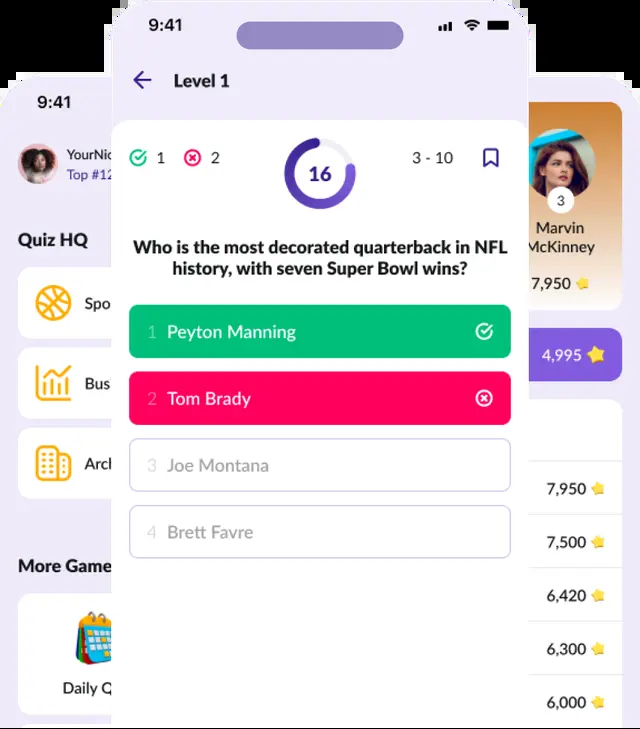 9:41
Level 1
1
2
16
3 - 10
Who is the most decorated quarterback in NFL
history, with seven Super Bowl wins?
1 Peyton Manning
2 Tom Brady
3 Joe Montana
4 Brett Favre
9:41
YourNic
Top #12
Quiz HQ
Spo
Bus
Arch
More Game
Daily Q
3
Marvin
McKinney
7,950
4,995
7,950
7,500
6,420
6,300
6,000